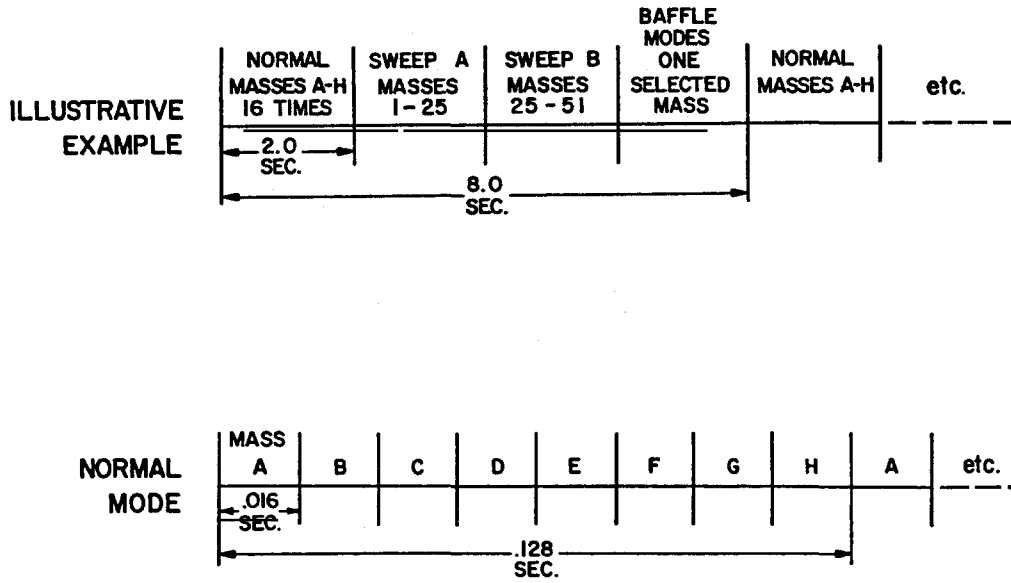 ILLUSTRATIVE
EXAMPLE
NORMAL
MASSES A-H
16 TIMES
SWEEP A
MASSES
1-25
SWEEP B
MASSES
25-51
BAFFLE
MODES
ONE
SELECTED
MASS
NORMAL
MASSES A-H
etc.
2.0
SEC.
8.0
SEC.
NORMAL
MODE
MASS
A
B
C
D
E
F
G
H
A
etc.
.016
SEC.
.128
SEC.